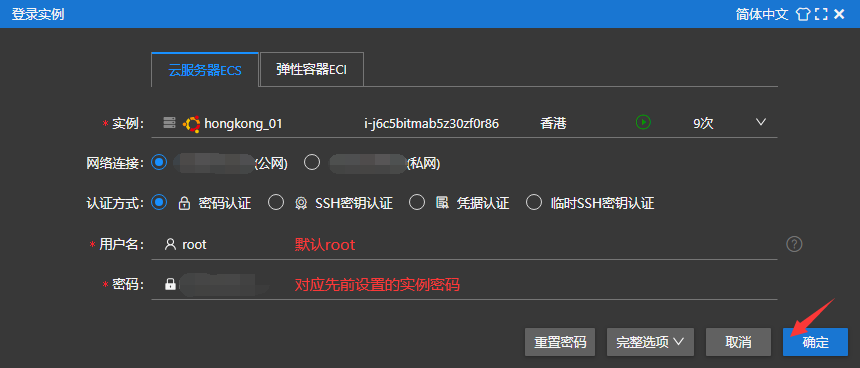 登录实例 简体中文
云服务器ECS 弹性容器ECI
* 实例: hongkong_01 i-j6c5bitmab5z30zf0r86 香港 9次
网络连接: (公网) (私网)
认证方式: 密码认证 SSH密钥认证 凭据认证 临时SSH密钥认证
* 用户名: root 默认root ?
* 密码: 对应先前设置的实例密码
重置密码 完整选项 取消 确定